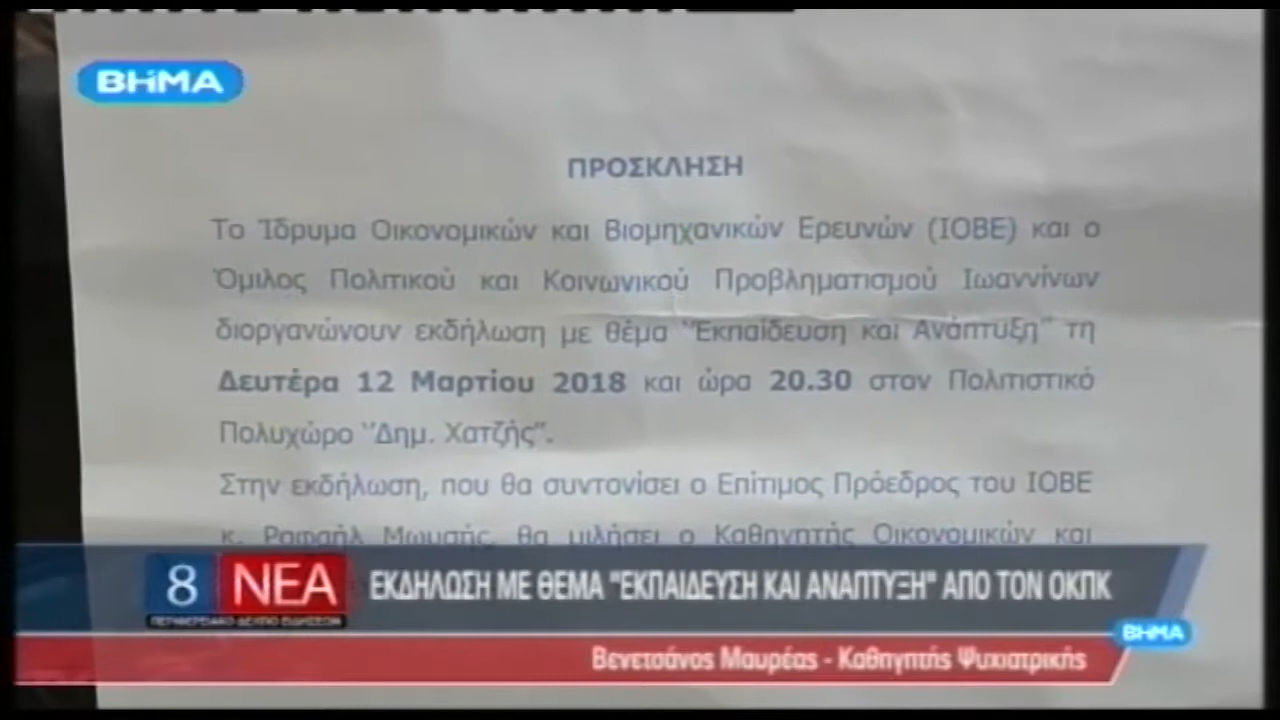 ΒΗΜΑ
ΠΡΟΣΚΛΗΣΗ
Το Ίδρυμα Οικονομικών και Βιομηχανικών Ερευνών (ΙΟΒΕ) και ο
Όμιλος Πολιτικού και Κοινωνικού Προβληματισμού Ιωαννίνων
διοργανώνουν εκδήλωση με θέμα "Εκπαίδευση και Ανάπτυξη" τη
Δευτέρα 12 Μαρτίου 2018 και ώρα 20.30 στον Πολιτιστικό
Πολυχώρο "Δημ. Χατζής".
Στην εκδήλωση, που θα συντονίσει ο Επίτιμος Πρόεδρος του ΙΟΒΕ
κ. Ραφαήλ Μωυσής, θα μιλήσει ο Καθηγητής Οικονομικών και
8 ΝΕΑ ΕΚΔΗΛΩΣΗ ΜΕ ΘΕΜΑ "ΕΚΠΑΙΔΕΥΣΗ ΚΑΙ ΑΝΑΠΤΥΞΗ" ΑΠΟ ΤΟΝ ΟΚΠΚ
ΠΕΡΙΦΕΡΕΙΑΚΟ ΔΕΛΤΙΟ ΕΙΔΗΣΕΩΝ
ΒΗΜΑ
Βενετσάνος Μαυρέας - Καθηγητής Ψυχιατρικής